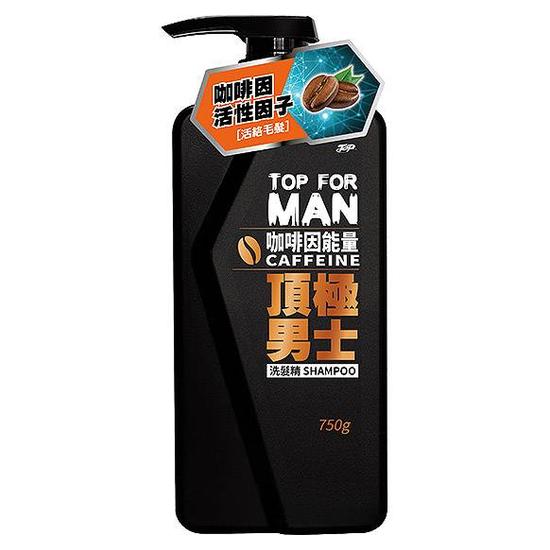 咖啡因
活性因子
[活絡毛髮]
Top
TOP FOR
MAN
咖啡因能量
CAFFEINE
頂極
男士
洗髮精 SHAMPOO
750g